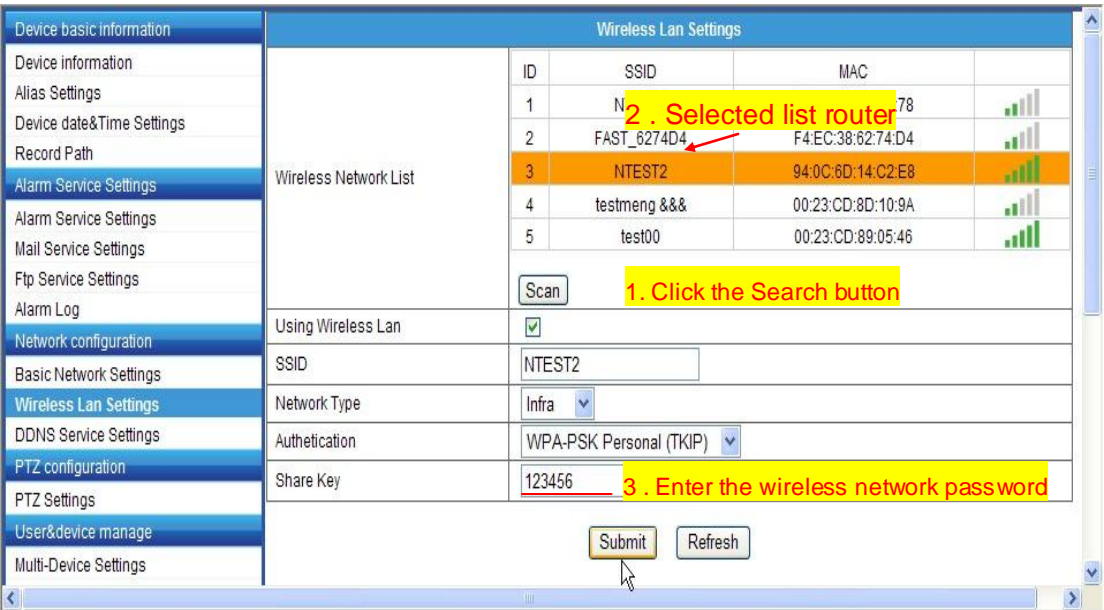 Device basic information
Device information
Alias Settings
Device date&Time Settings
Record Path
Alarm Service Settings
Alarm Service Settings
Mail Service Settings
Ftp Service Settings
Alarm Log
Network configuration
Basic Network Settings
Wireless Lan Settings
DDNS Service Settings
PTZ configuration
PTZ Settings
User&device manage
Multi-Device Settings
Wireless Lan Settings
Wireless Network List
ID SSID MAC
1 N :78
2 . Selected list router
2 FAST_6274D4 F4:EC:38:62:74:D4
3 NTEST2 94:0C:6D:14:C2:E8
4 testmeng &&& 00:23:CD:8D:10:9A
5 test00 00:23:CD:89:05:46
Scan
1. Click the Search button
Using Wireless Lan
SSID NTEST2
Network Type Infra
Authetication WPA-PSK Personal (TKIP)
Share Key 123456
3 . Enter the wireless network password
Submit Refresh